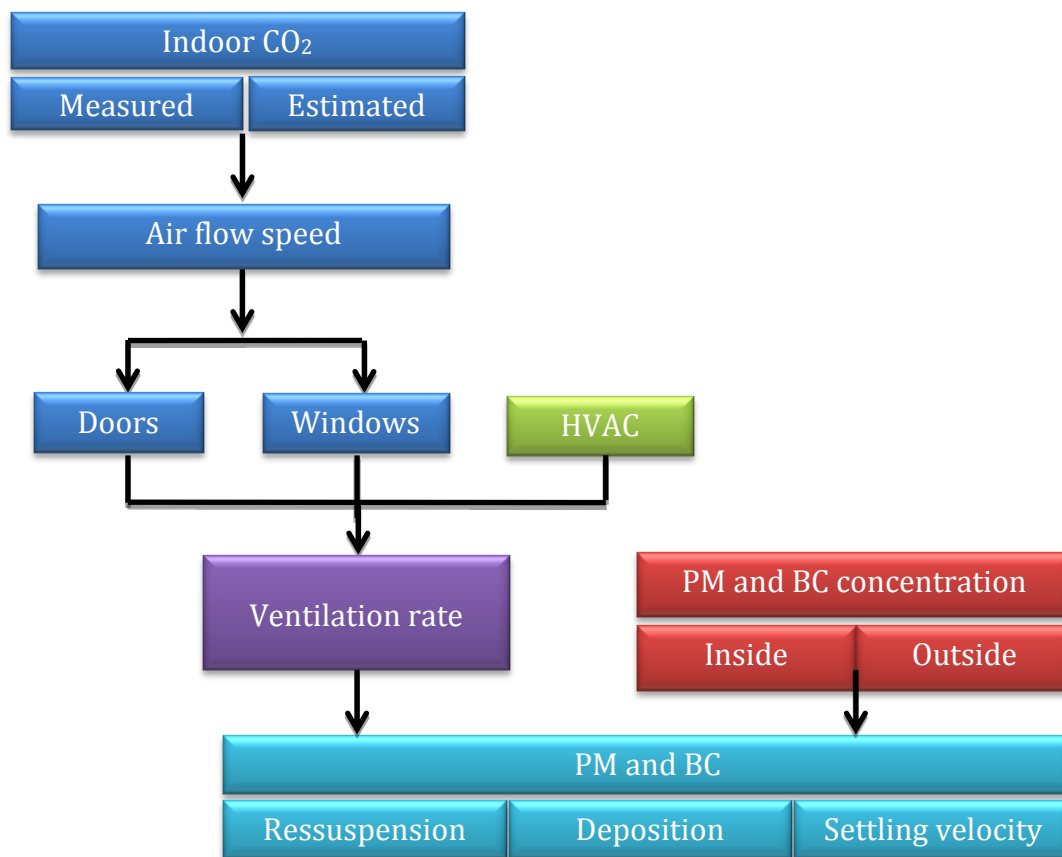 Indoor CO₂
Measured
Estimated
Air flow speed
Doors
Windows
HVAC
Ventilation rate
PM and BC concentration
Inside
Outside
PM and BC
Ressuspension
Deposition
Settling velocity